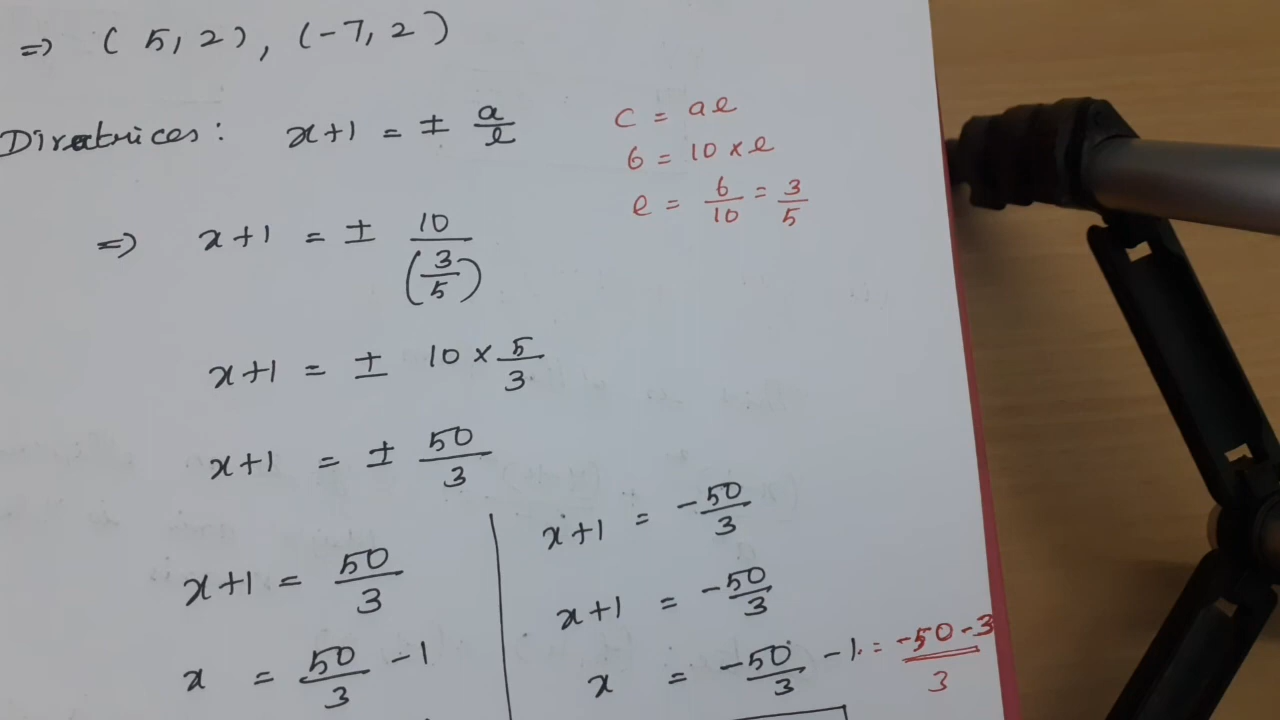 ⇒ (5,2), (-7,2)
Directrices: x+1 = ± a/e
c = ae
6 = 10 × e
e = 6/10 = 3/5
⇒ x+1 = ± 10/(3/5)
x+1 = ± 10 × 5/3
x+1 = ± 50/3
x+1 = 50/3
x = 50/3 - 1
x+1 = -50/3
x+1 = -50/3
x = -50/3 - 1. = -50-3/3